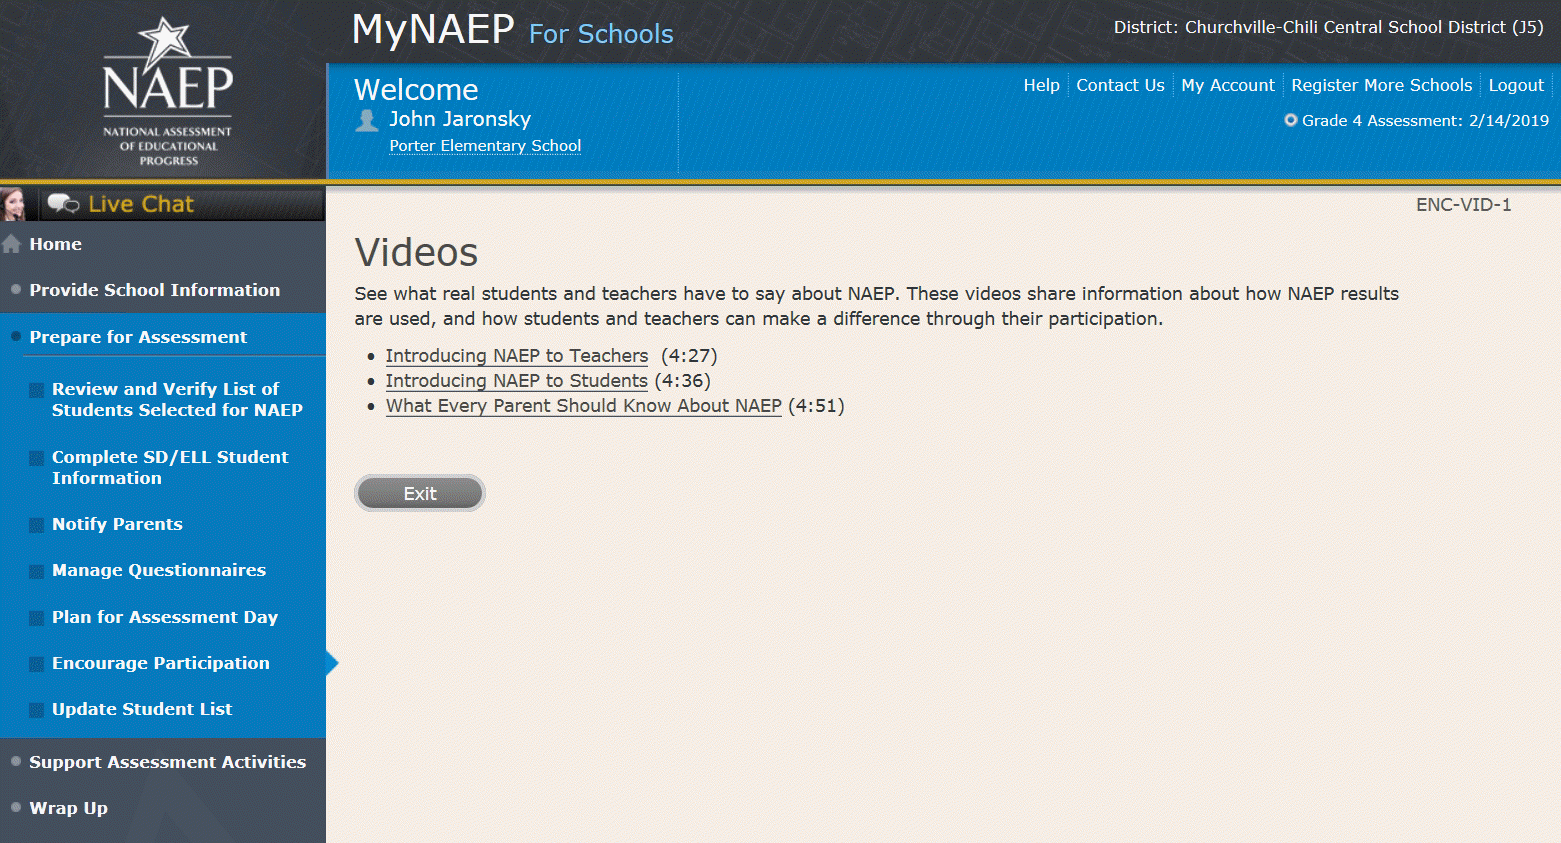 NAEP
NATIONAL ASSESSMENT
OF EDUCATIONAL
PROGRESS
MyNAEP For Schools
District: Churchville-Chili Central School District (J5)
Welcome
John Jaronsky
Porter Elementary School
Help
Contact Us
My Account
Register More Schools
Logout
Grade 4 Assessment: 2/14/2019
Live Chat
Home
Provide School Information
Prepare for Assessment
Review and Verify List of
Students Selected for NAEP
Complete SD/ELL Student
Information
Notify Parents
Manage Questionnaires
Plan for Assessment Day
Encourage Participation
Update Student List
Support Assessment Activities
Wrap Up
ENC-VID-1
Videos
See what real students and teachers have to say about NAEP. These videos share information about how NAEP results
are used, and how students and teachers can make a difference through their participation.
• Introducing NAEP to Teachers (4:27)
• Introducing NAEP to Students (4:36)
• What Every Parent Should Know About NAEP (4:51)
Exit